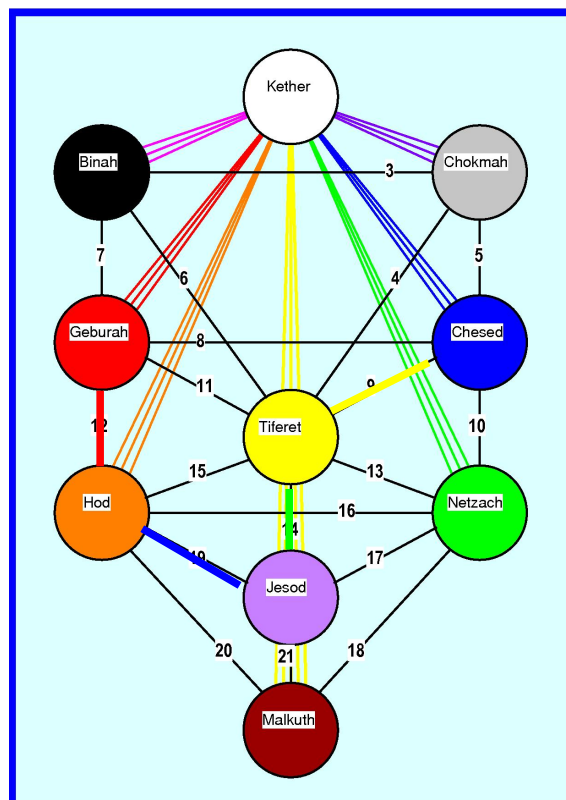 Kether
Binah
Chokmah
3
7
6
4
5
Geburah
8
Chesed
11
9
12
Tiferet
10
15
13
Hod
16
Netzach
14
19
17
Jesod
20
21
18
Malkuth